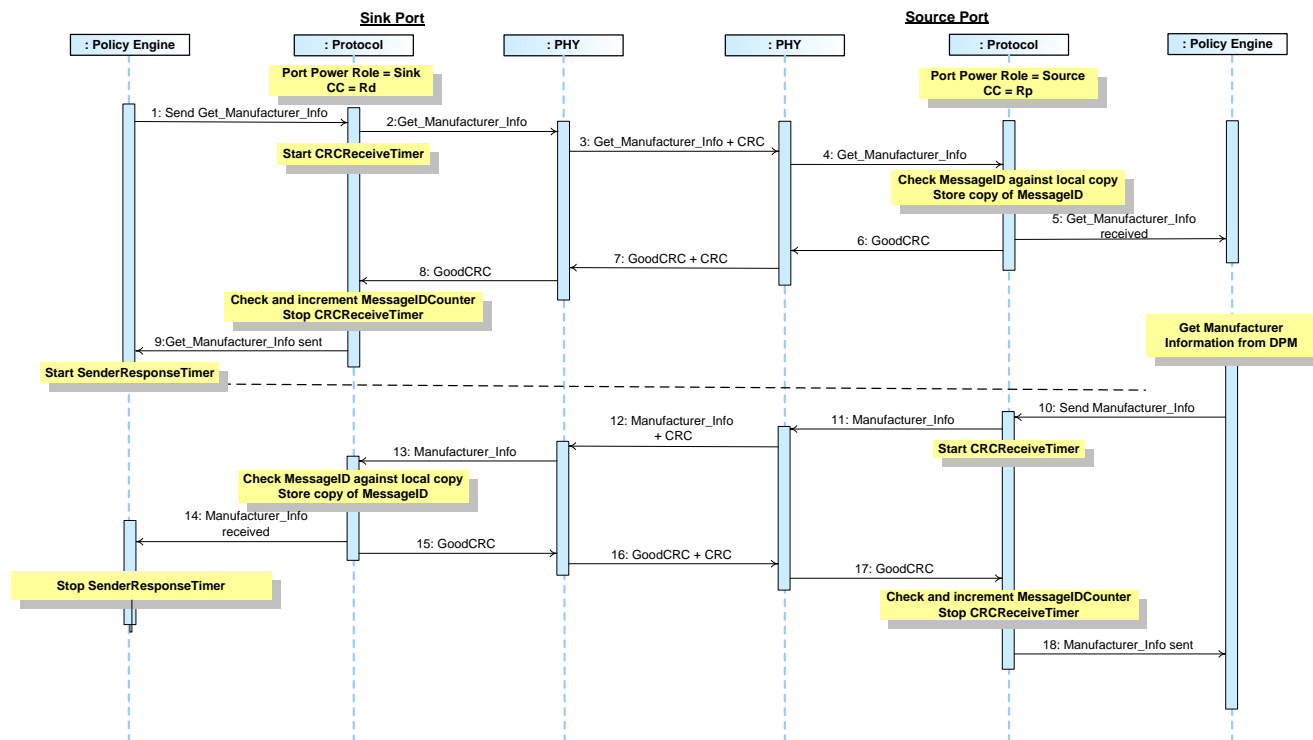 Sink Port
Source Port
: Policy Engine
: Protocol
: PHY
: PHY
: Protocol
: Policy Engine
Port Power Role = Sink
CC = Rd
Port Power Role = Source
CC = Rp
1: Send Get_Manufacturer_Info
2:Get_Manufacturer_Info
Start CRCReceiveTimer
3: Get_Manufacturer_Info + CRC
4: Get_Manufacturer_Info
Check MessageID against local copy
Store copy of MessageID
5: Get_Manufacturer_Info
received
6: GoodCRC
7: GoodCRC + CRC
8: GoodCRC
Check and increment MessageIDCounter
Stop CRCReceiveTimer
9:Get_Manufacturer_Info sent
Get Manufacturer
Information from DPM
Start SenderResponseTimer
10: Send Manufacturer_Info
11: Manufacturer_Info
12: Manufacturer_Info
+ CRC
Start CRCReceiveTimer
13: Manufacturer_Info
Check MessageID against local copy
Store copy of MessageID
14: Manufacturer_Info
received
15: GoodCRC
16: GoodCRC + CRC
17: GoodCRC
Stop SenderResponseTimer
Check and increment MessageIDCounter
Stop CRCReceiveTimer
18: Manufacturer_Info sent